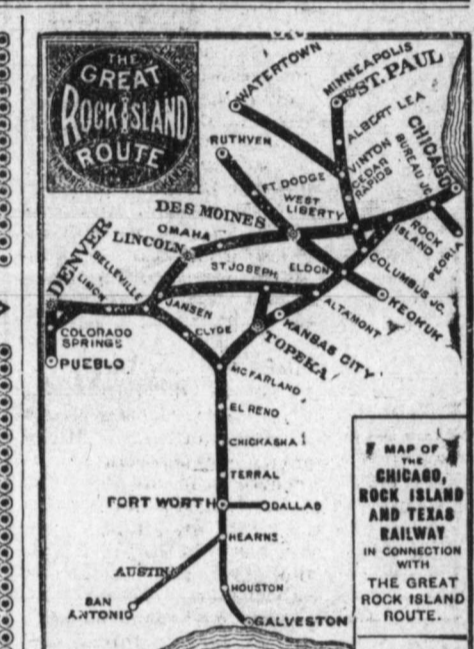 THE
GREAT
ROCK ISLAND
ROUTE
WATERTOWN
MINNEAPOLIS
ST. PAUL
ALBERT LEA
RUTHVEN
VINTON
CEDAR
RAPIDS
CHICAGO
BUREAU JC.
FT. DODGE
WEST
LIBERTY
DES MOINES
OMAHA
LINCOLN
ROCK
ISLAND
PEORIA
DENVER
LIMON
BELLEVILLE
ST JOSEPH
ELDON
COLUMBUS JC.
KEOKUK
JANSEN
ALTAMONT
CLYDE
KANSAS CITY
TOPEKA
COLORADO
SPRINGS
PUEBLO
MCFARLAND
EL RENO
CHICKASHA
TERRAL
FORT WORTH
DALLAS
HEARNE
AUSTIN
HOUSTON
SAN
ANTONIO
GALVESTON
MAP OF
THE
CHICAGO,
ROCK ISLAND
AND TEXAS
RAILWAY
IN CONNECTION
WITH
THE GREAT
ROCK ISLAND
ROUTE.